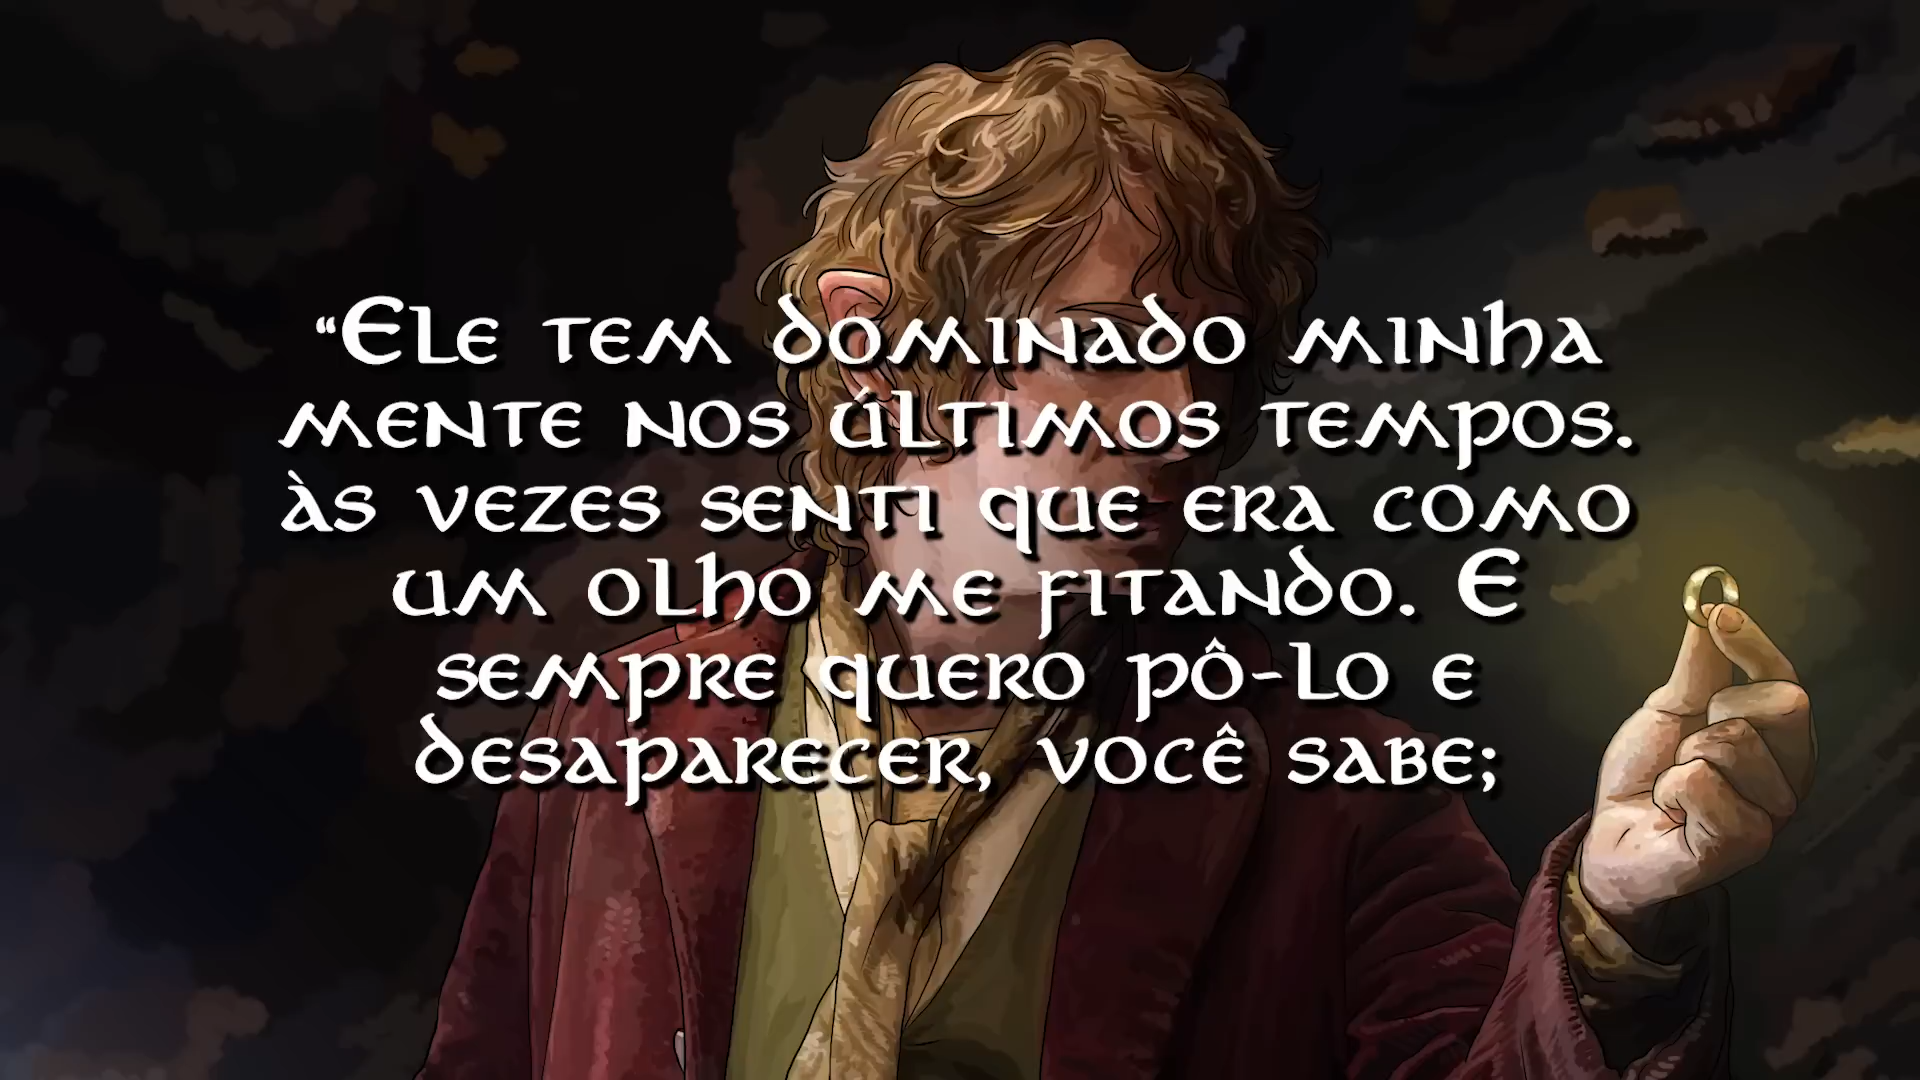 “Ele tem dominado minha
mente nos últimos tempos.
às vezes senti que era como
um olho me fitando. E
sempre quero pô-lo e
desaparecer, você sabe;